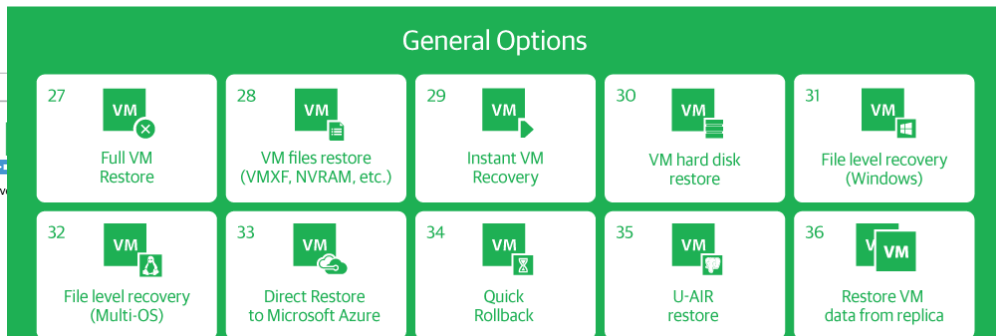 General Options
27
VM
Full VM
Restore
28
VM
VM files restore
(VMXF, NVRAM, etc.)
29
VM
Instant VM
Recovery
30
VM
VM hard disk
restore
31
VM
File level recovery
(Windows)
32
VM
File level recovery
(Multi-OS)
33
VM
Direct Restore
to Microsoft Azure
34
VM
Quick
Rollback
35
VM
U-AIR
restore
36
VM
Restore VM
data from replica